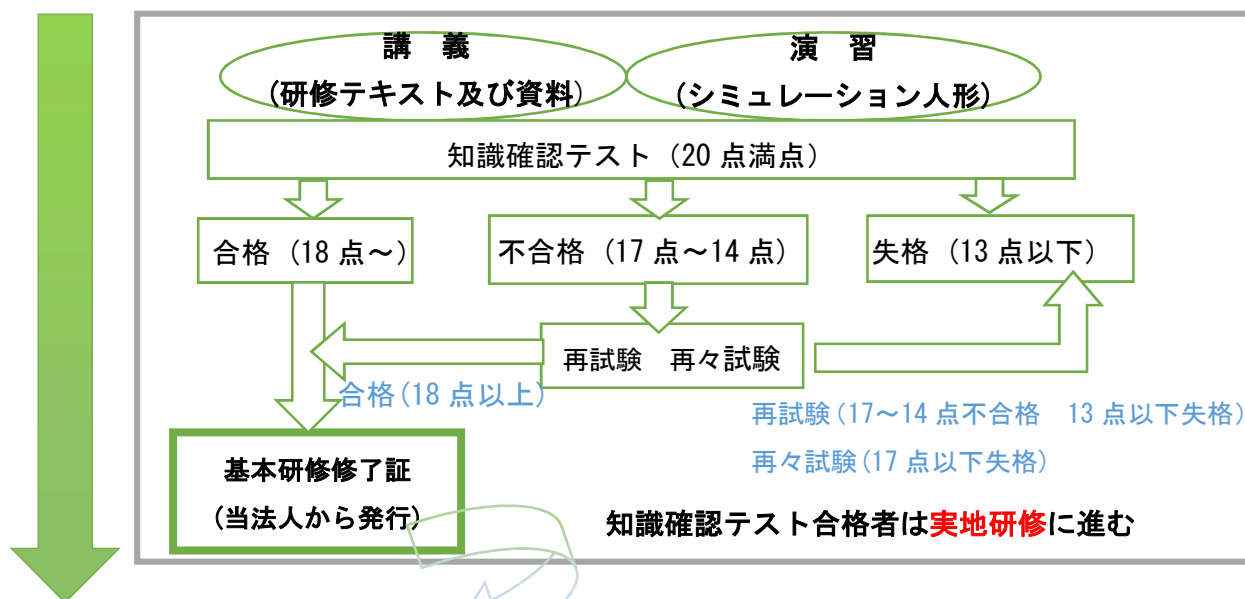 講　義
(研修テキスト及び資料)
演　習
(シミュレーション人形)
知識確認テスト（20 点満点）
合格（18 点～）
不合格（17 点～14 点）
失格（13 点以下）
再試験　再々試験
合格(18 点以上)
再試験(17～14 点不合格　13 点以下失格)
再々試験(17 点以下失格)
基本研修修了証
(当法人から発行)
知識確認テスト合格者は実地研修に進む